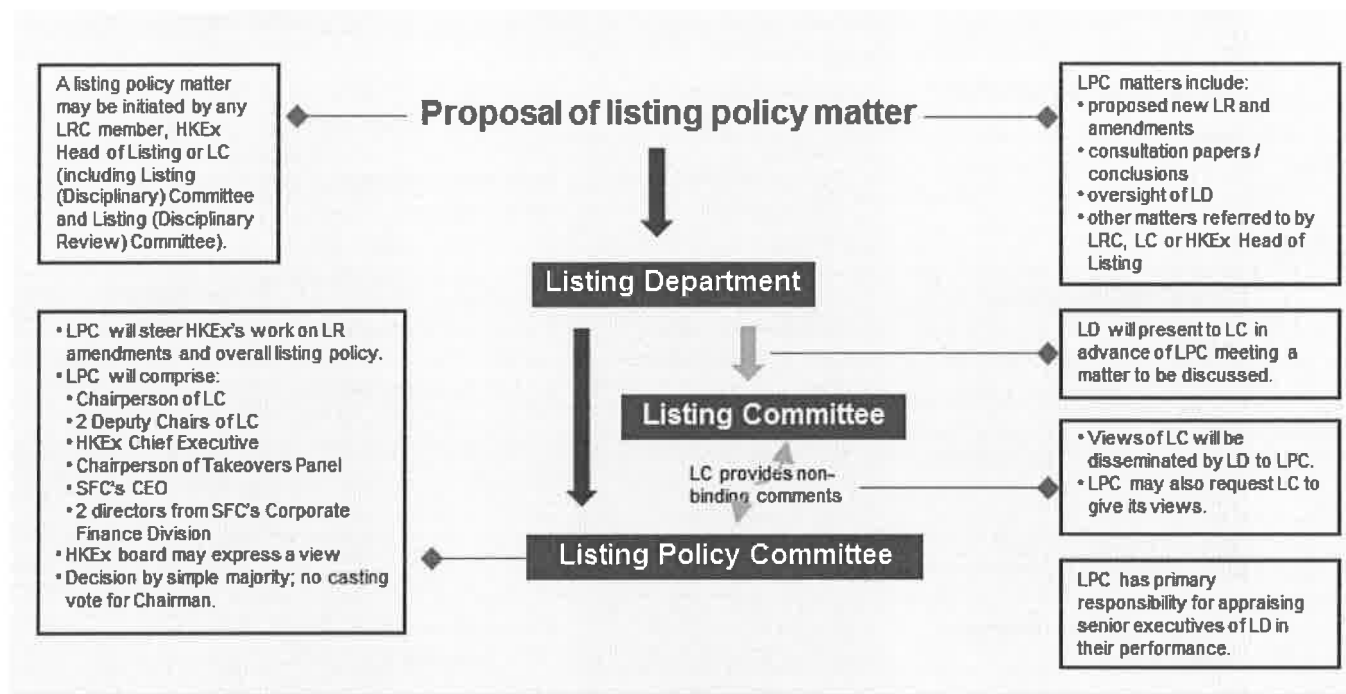 A listing policy matter
may be initiated by any
LRC member, HKEx
Head of Listing or LC
(including Listing
(Disciplinary) Committee
and Listing (Disciplinary
Review) Committee).
Proposal of listing policy matter
LPC matters include:
• proposed new LR and
amendments
• consultation papers /
conclusions
• oversight of LD
• other matters referred to by
LRC, LC or HKEx Head of
Listing
Listing Department
• LPC will steer HKEx's work on LR
amendments and overall listing policy.
• LPC will comprise:
• Chairperson of LC
• 2 Deputy Chairs of LC
• HKEx Chief Executive
• Chairperson of Takeovers Panel
• SFC's CEO
• 2 directors from SFC's Corporate
Finance Division
• HKEx board may express a view
• Decision by simple majority; no casting
vote for Chairman.
LD will present to LC in
advance of LPC meeting a
matter to be discussed.
Listing Committee
LC provides non-
binding comments
• Views of LC will be
disseminated by LD to LPC.
• LPC may also request LC to
give its views.
Listing Policy Committee
LPC has primary
responsibility for appraising
senior executives of LD in
their performance.